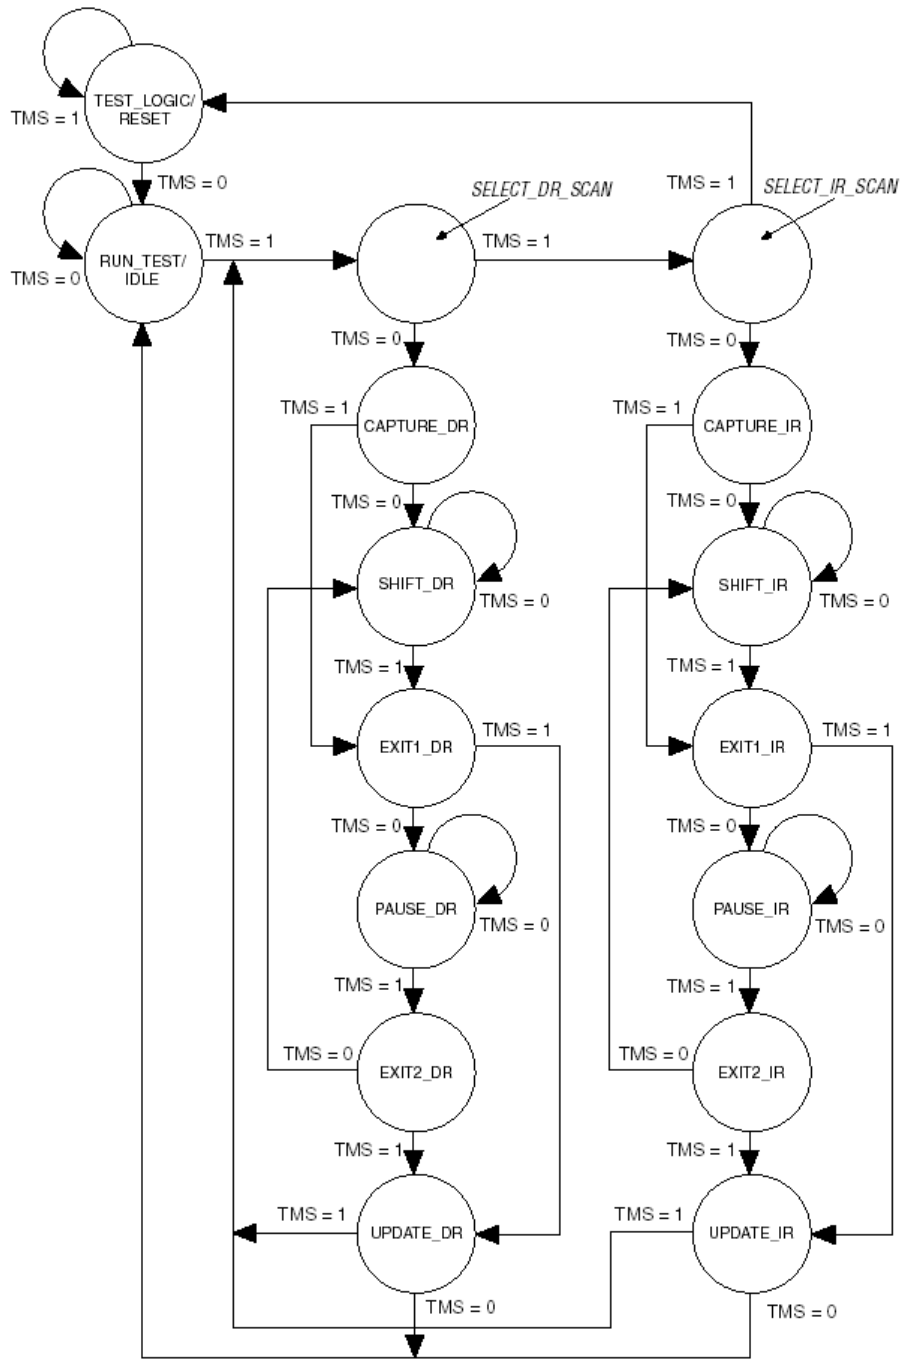 TEST_LOGIC/
RESET
TMS = 1
TMS = 0
TMS = 1
SELECT_DR_SCAN
SELECT_IR_SCAN
RUN_TEST/
IDLE
TMS = 0
TMS = 1
TMS = 1
TMS = 0
TMS = 0
TMS = 1
TMS = 1
CAPTURE_DR
CAPTURE_IR
TMS = 0
TMS = 0
SHIFT_DR
SHIFT_IR
TMS = 0
TMS = 0
TMS = 1
TMS = 1
TMS = 1
TMS = 1
EXIT1_DR
EXIT1_IR
TMS = 0
TMS = 0
PAUSE_DR
PAUSE_IR
TMS = 0
TMS = 0
TMS = 1
TMS = 1
TMS = 0
TMS = 0
EXIT2_DR
EXIT2_IR
TMS = 1
TMS = 1
TMS = 1
TMS = 1
UPDATE_DR
UPDATE_IR
TMS = 0
TMS = 0